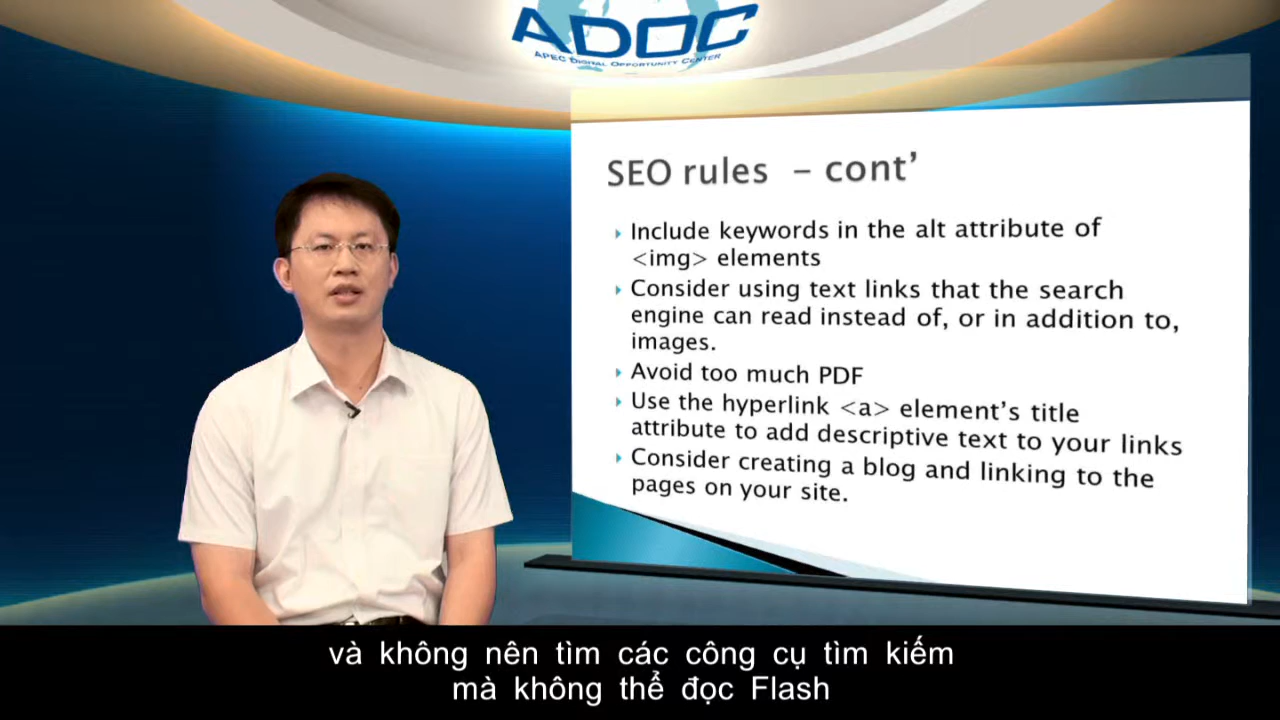 ADOC
APEC DIGITAL OPPORTUNITY CENTER
SEO rules – cont’
Include keywords in the alt attribute of
<img> elements
Consider using text links that the search
engine can read instead of, or in addition to,
images.
Avoid too much PDF
Use the hyperlink <a> element’s title
attribute to add descriptive text to your links
Consider creating a blog and linking to the
pages on your site.
và không nên tìm các công cụ tìm kiếm
mà không thể đọc Flash